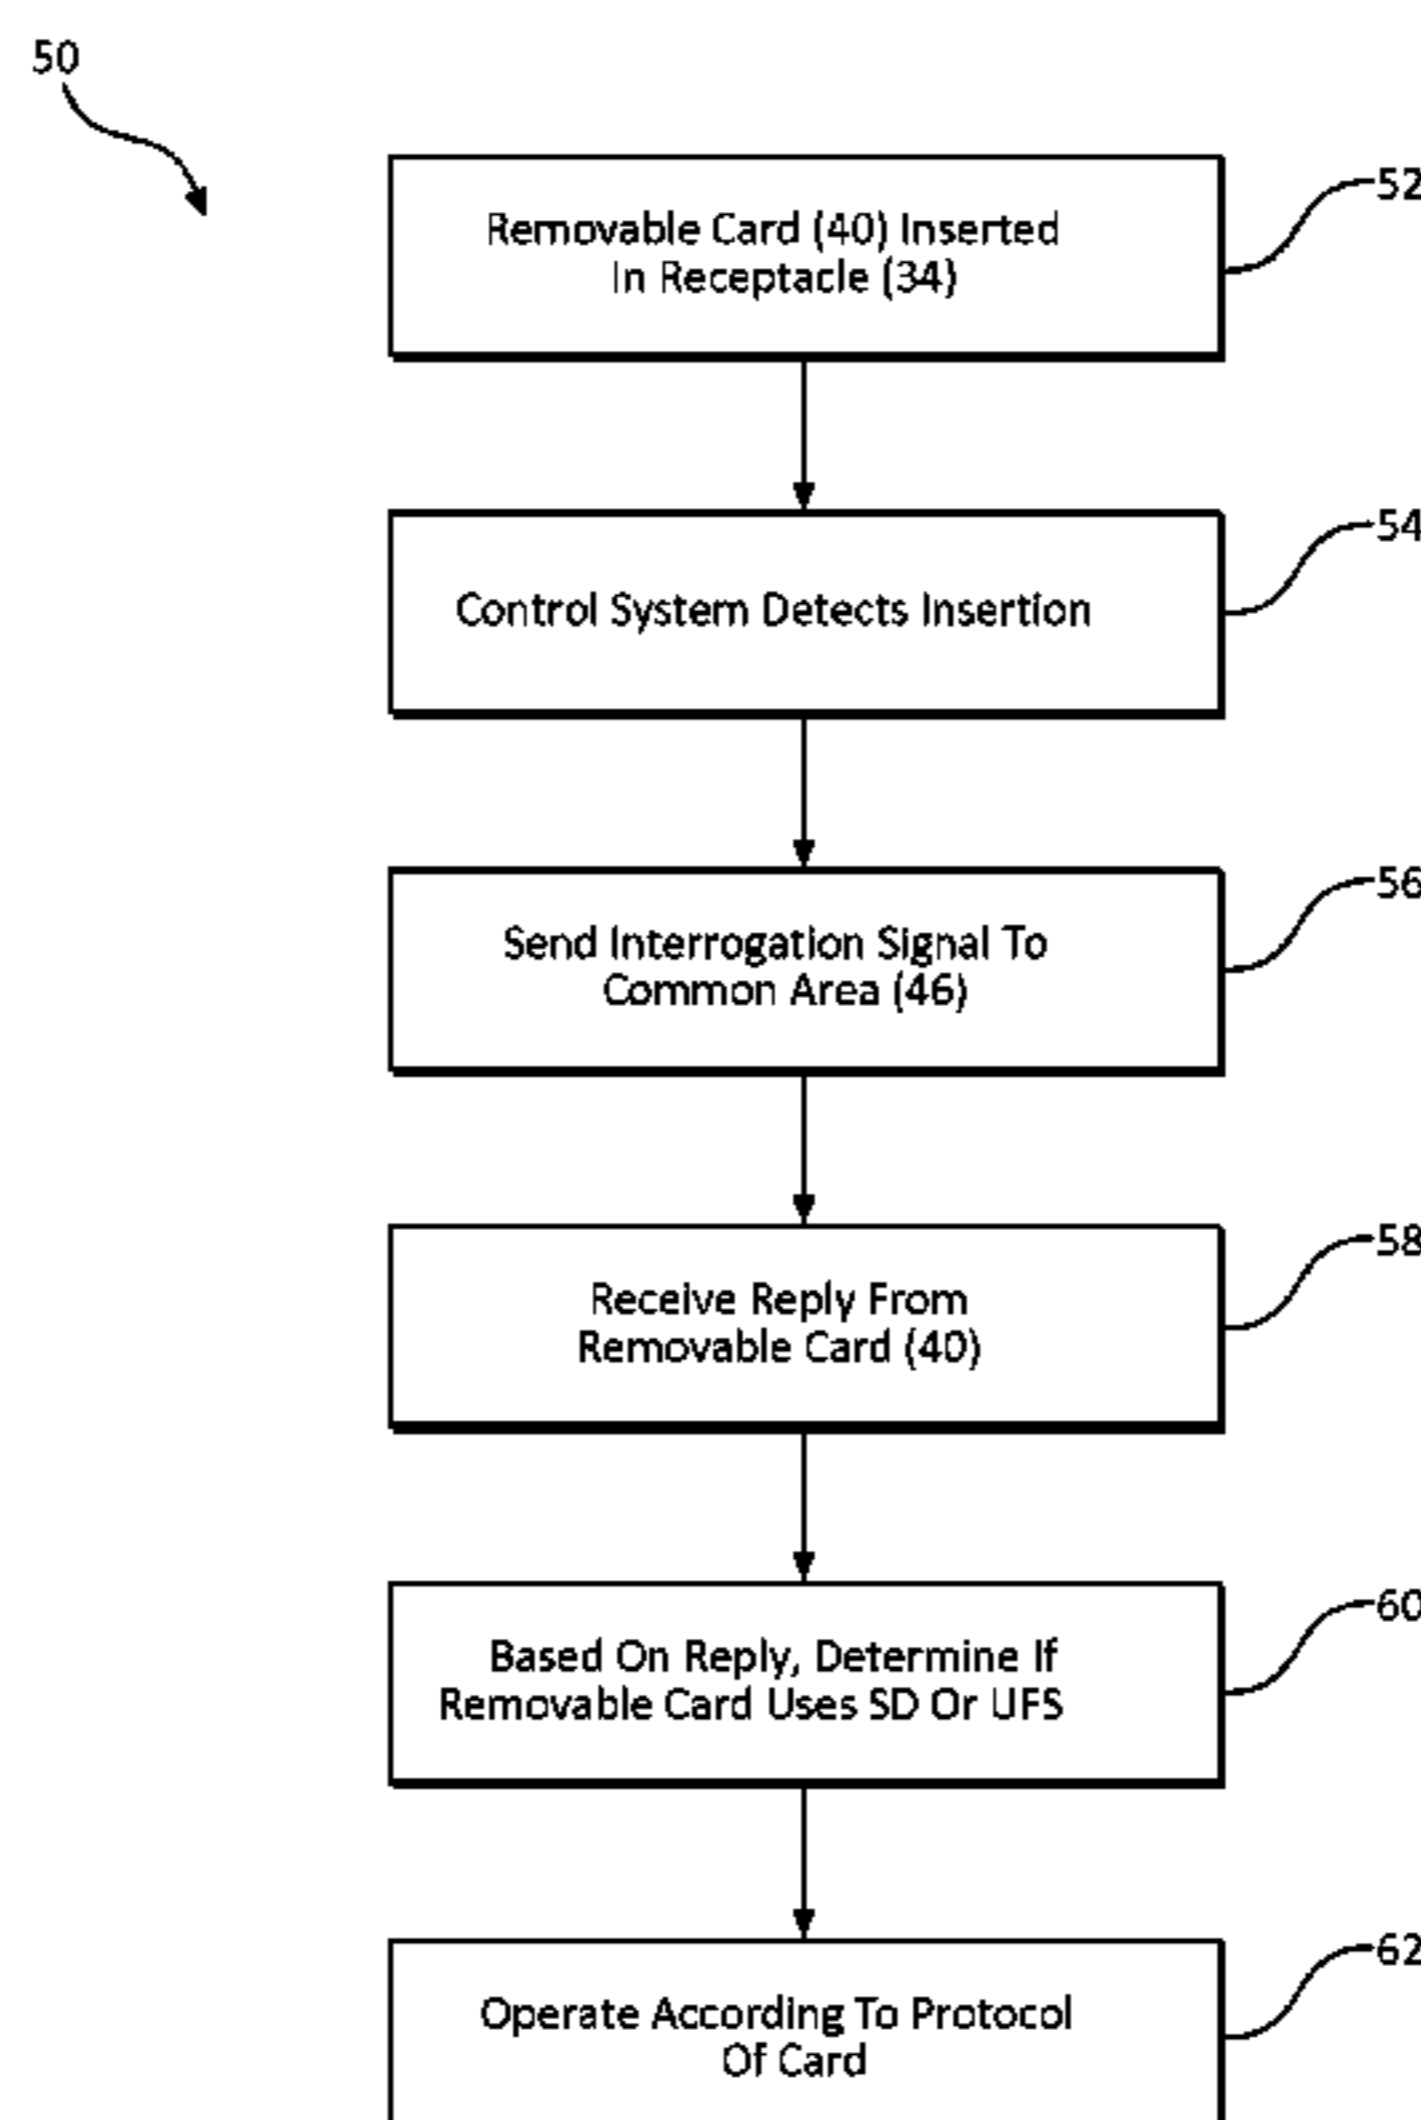 50
Removable Card (40) Inserted
In Receptacle (34)
52
Control System Detects Insertion
54
Send Interrogation Signal To
Common Area (46)
56
Receive Reply From
Removable Card (40)
58
Based On Reply, Determine If
Removable Card Uses SD Or UFS
60
Operate According To Protocol
Of Card
62